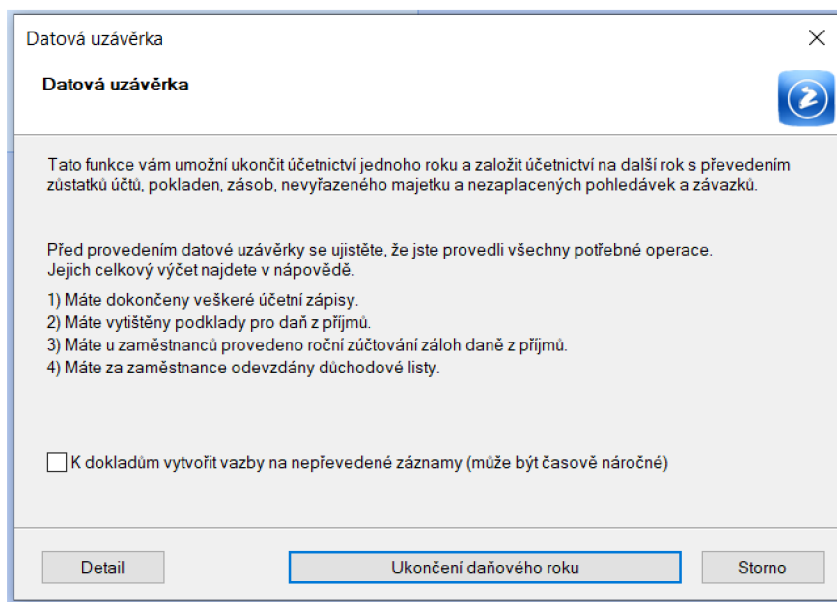 Datová uzávěrka
Datová uzávěrka
Tato funkce vám umožní ukončit účetnictví jednoho roku a založit účetnictví na další rok s převedením
zůstatků účtů, pokladen, zásob, nevyřazeného majetku a nezaplacených pohledávek a závazků.
Před provedením datové uzávěrky se ujistěte, že jste provedli všechny potřebné operace.
Jejich celkový výčet najdete v nápovědě.
1) Máte dokončeny veškeré účetní zápisy.
2) Máte vytištěny podklady pro daň z příjmů.
3) Máte u zaměstnanců provedeno roční zúčtování záloh daně z příjmů.
4) Máte za zaměstnance odevzdány důchodové listy.
K dokladům vytvořit vazby na nepřevedené záznamy (může být časově náročné)
Detail
Ukončení daňového roku
Storno